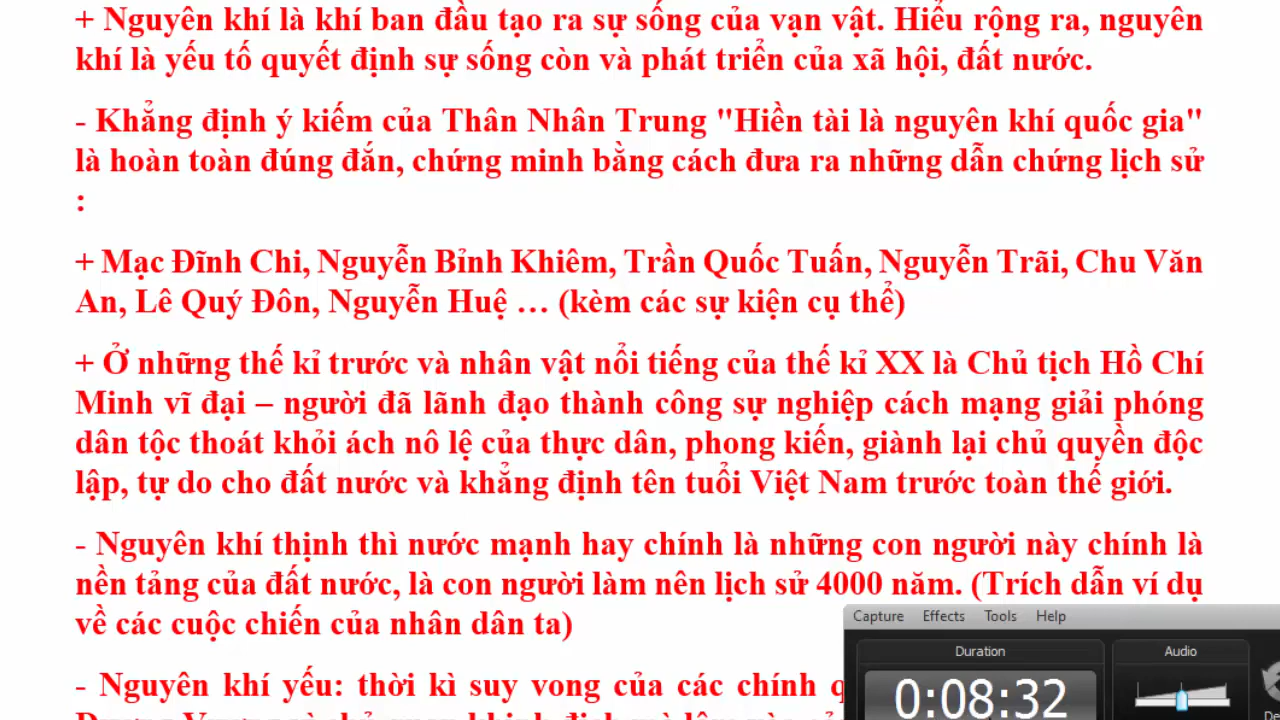 + Nguyên khí là khí ban đầu tạo ra sự sống của vạn vật. Hiểu rộng ra, nguyên
khí là yếu tố quyết định sự sống còn và phát triển của xã hội, đất nước.
- Khẳng định ý kiếm của Thân Nhân Trung "Hiền tài là nguyên khí quốc gia"
là hoàn toàn đúng đắn, chứng minh bằng cách đưa ra những dẫn chứng lịch sử
:
+ Mạc Đĩnh Chi, Nguyễn Bỉnh Khiêm, Trần Quốc Tuấn, Nguyễn Trãi, Chu Văn
An, Lê Quý Đôn, Nguyễn Huệ … (kèm các sự kiện cụ thể)
+ Ở những thế kỉ trước và nhân vật nổi tiếng của thế kỉ XX là Chủ tịch Hồ Chí
Minh vĩ đại – người đã lãnh đạo thành công sự nghiệp cách mạng giải phóng
dân tộc thoát khỏi ách nô lệ của thực dân, phong kiến, giành lại chủ quyền độc
lập, tự do cho đất nước và khẳng định tên tuổi Việt Nam trước toàn thế giới.
- Nguyên khí thịnh thì nước mạnh hay chính là những con người này chính là
nền tảng của đất nước, là con người làm nên lịch sử 4000 năm. (Trích dẫn ví dụ
về các cuộc chiến của nhân dân ta)
- Nguyên khí yếu: thời kì suy vong của các chính
Capture Effects Tools Help
Duration
Audio
0:08:32